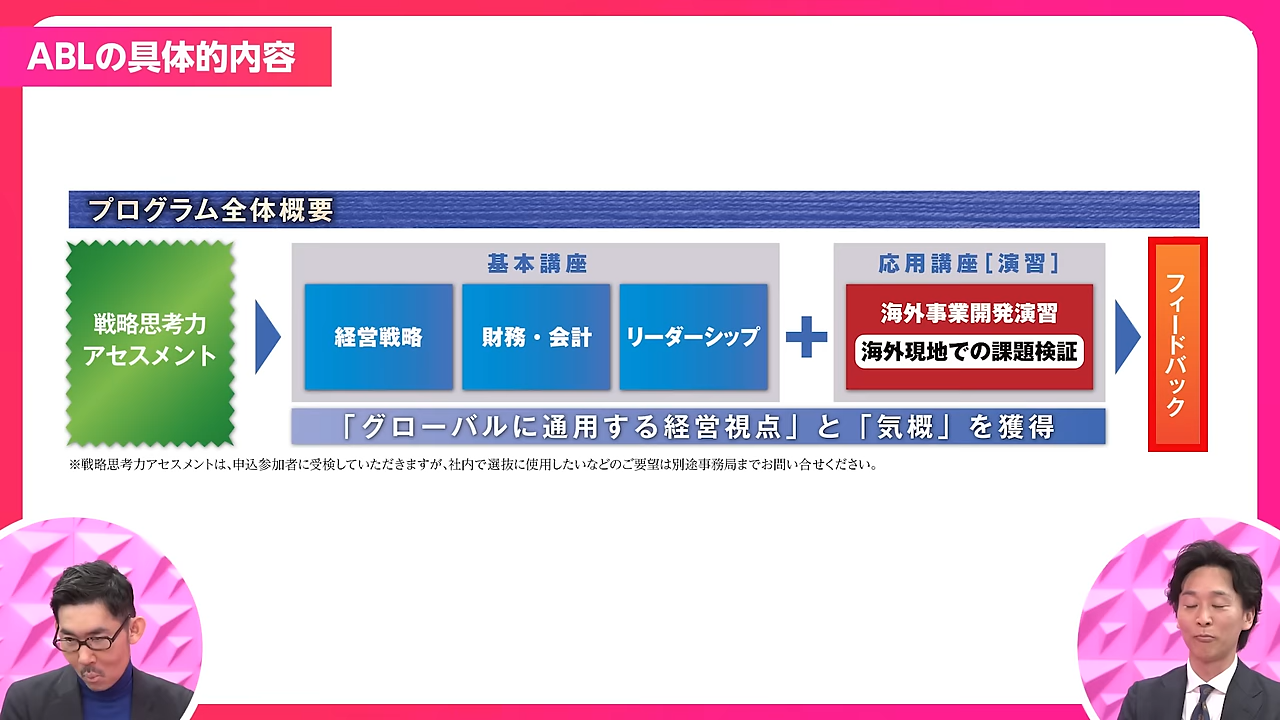 ABLの具体的内容
プログラム全体概要
戦略思考力
アセスメント
基本講座
経営戦略
財務・会計
リーダーシップ
+
応用講座[演習]
海外事業開発演習
海外現地での課題検証
フィードバック
「グローバルに通用する経営視点」と「気概」を獲得
※戦略思考力アセスメントは、申込参加者に受検していただきますが、社内で選抜に使用したいなどのご要望は別途事務局までお問い合せください。